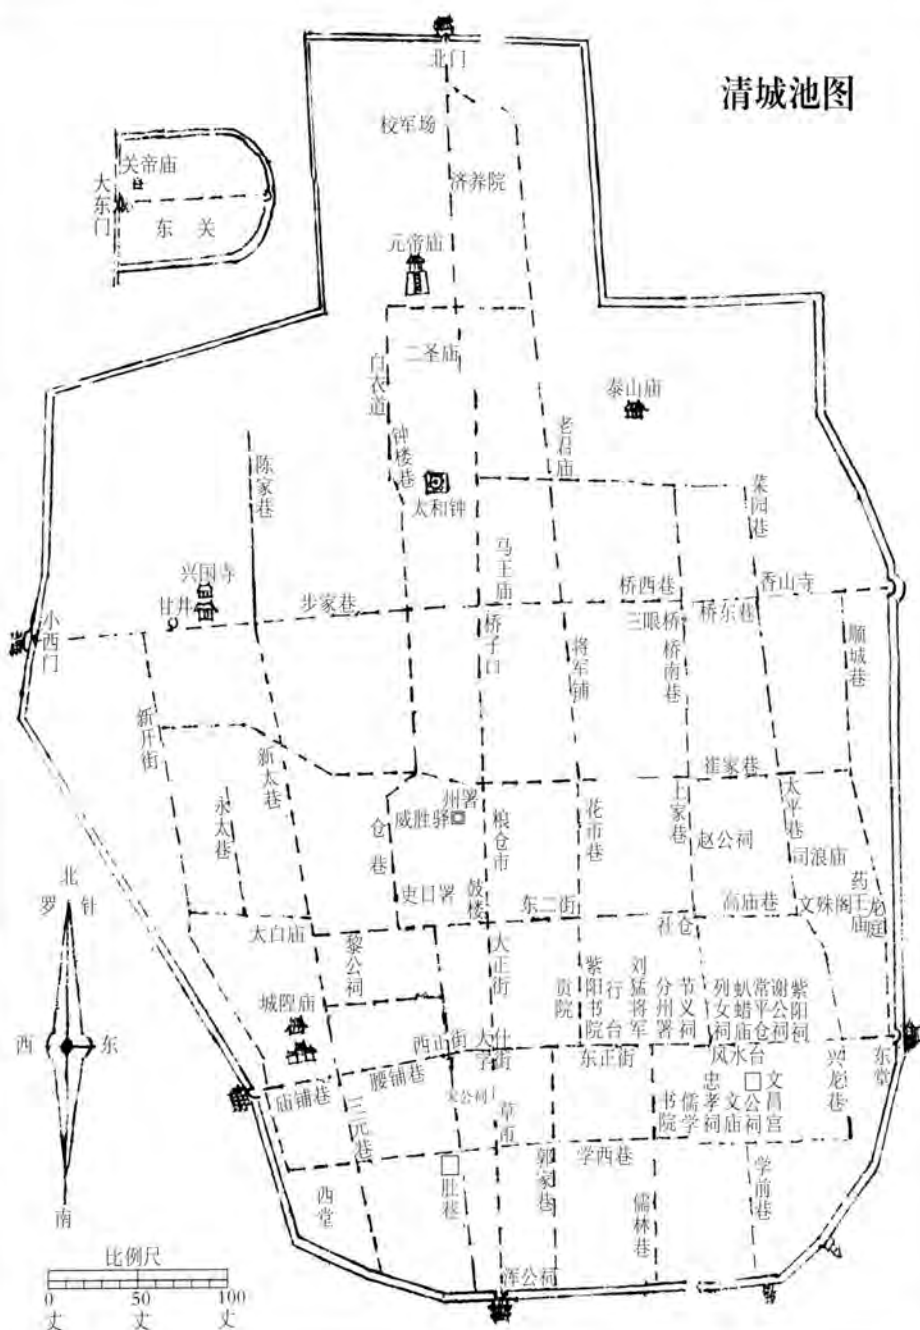 清城池图
北门
校军场
济养院
关帝庙
大东门
东关
元帝庙
二圣庙
白衣道
泰山庙
钟楼巷
老君庙
陈家巷
太和钟
菜园巷
马王庙
兴国寺
甘井
步家巷
桥西巷
香山寺
小西门
桥子口
三眼桥
桥东巷
将军铺
桥南巷
顺城巷
新开街
新太巷
崔家巷
永太巷
州署
威胜驿
仓巷
粮仓市
花市巷
上家巷
太平巷
赵公祠
司浪庙
吏目署
鼓楼
东二街
社仓
高庙巷
文殊阁
药王庙
龙庭
太白庙
黎公祠
大正街
贡院
紫阳书院
行台
刘猛将军
分州署
节义祠
列女祠
叭蜡庙
常平仓
谢公祠
紫阳祠
城隍庙
西正街
大什字街
东正街
风水台
兴龙巷
东堂
庙铺巷
腰铺巷
宋公祠
草市
书院
儒学
忠孝祠
文庙
文公祠
文昌宫
三元巷
学西巷
西堂
肚巷
郭家巷
儒林巷
学前巷
浑公祠
北
罗针
西
东
南
比例尺
0 50 100
丈 丈 丈